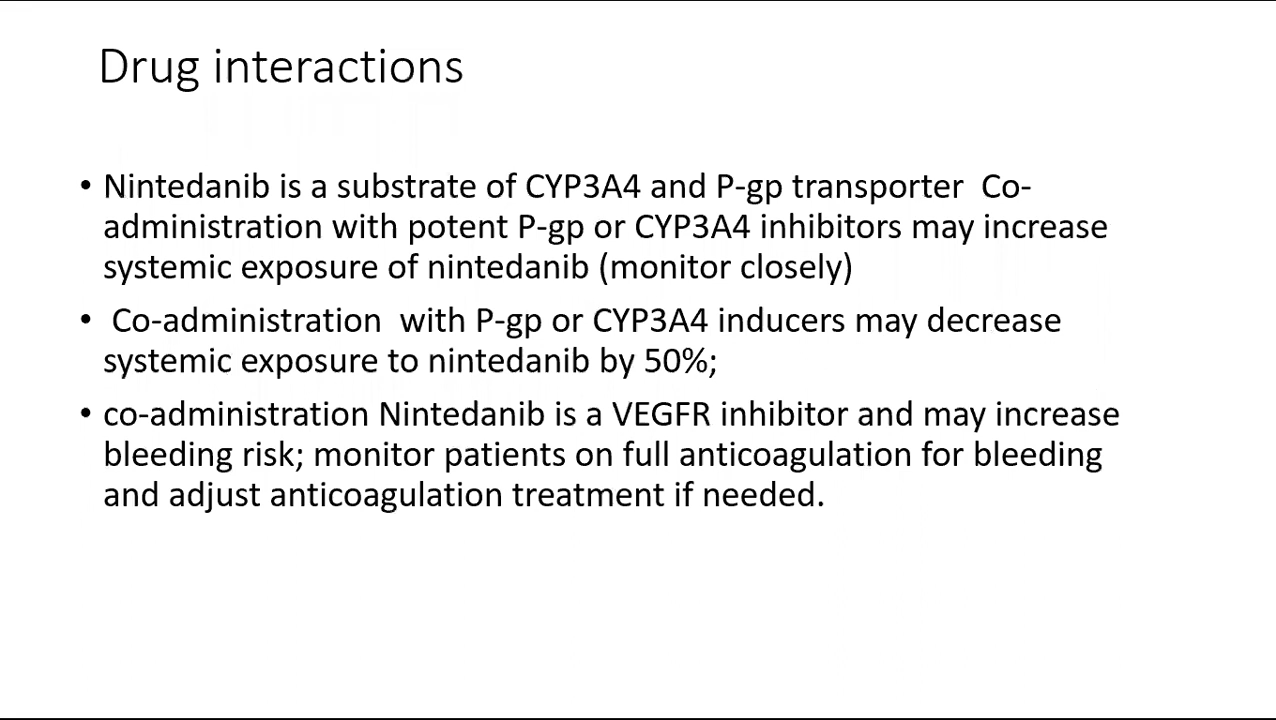 Drug interactions
• Nintedanib is a substrate of CYP3A4 and P-gp transporter  Co-
administration with potent P-gp or CYP3A4 inhibitors may increase
systemic exposure of nintedanib (monitor closely)
•  Co-administration  with P-gp or CYP3A4 inducers may decrease
systemic exposure to nintedanib by 50%;
• co-administration Nintedanib is a VEGFR inhibitor and may increase
bleeding risk; monitor patients on full anticoagulation for bleeding
and adjust anticoagulation treatment if needed.